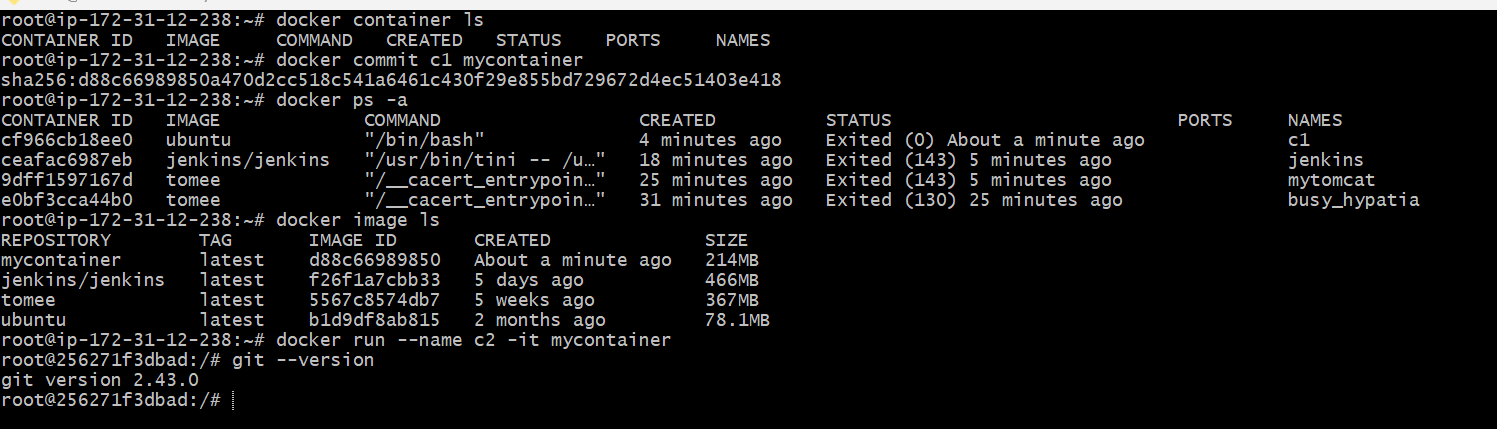 root@ip-172-31-12-238:~# docker container ls
CONTAINER ID   IMAGE     COMMAND   CREATED   STATUS    PORTS     NAMES
root@ip-172-31-12-238:~# docker commit c1 mycontainer
sha256:d88c66989850a470d2cc518c541a6461c430f29e855bd729672d4ec51403e418
root@ip-172-31-12-238:~# docker ps -a
CONTAINER ID   IMAGE             COMMAND                  CREATED          STATUS                          PORTS     NAMES
cf966cb18ee0   ubuntu            "/bin/bash"              4 minutes ago    Exited (0) About a minute ago             c1
ceafac6987eb   jenkins/jenkins   "/usr/bin/tini -- /u…"   18 minutes ago   Exited (143) 5 minutes ago                jenkins
9dff1597167d   tomee             "/__cacert_entrypoin…"   25 minutes ago   Exited (143) 5 minutes ago                mytomcat
e0bf3cca44b0   tomee             "/__cacert_entrypoin…"   31 minutes ago   Exited (130) 25 minutes ago               busy_hypatia
root@ip-172-31-12-238:~# docker image ls
REPOSITORY        TAG       IMAGE ID       CREATED              SIZE
mycontainer       latest    d88c66989850   About a minute ago   214MB
jenkins/jenkins   latest    f26f1a7cbb33   5 days ago           466MB
tomee             latest    5567c8574db7   5 weeks ago          367MB
ubuntu            latest    b1d9df8ab815   2 months ago         78.1MB
root@ip-172-31-12-238:~# docker run --name c2 -it mycontainer
root@256271f3dbad:/# git --version
git version 2.43.0
root@256271f3dbad:/#